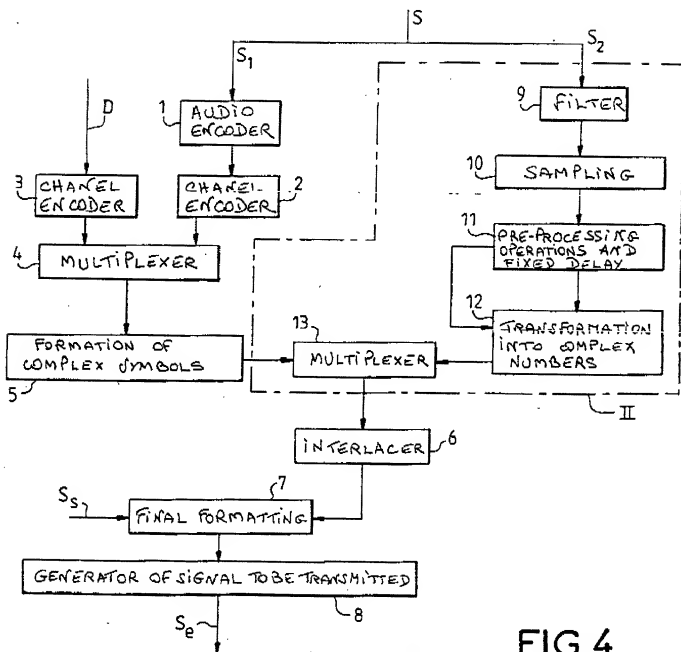 S
S1
S2
D
9
FILTER
1
AUDIO
ENCODER
10
SAMPLING
3
CHANEL
ENCODER
CHANEL
ENCODER
2
11
PRE-PROCESSING
OPERATIONS AND
FIXED DELAY
4
MULTIPLEXER
12
TRANSFORMATION
INTO COMPLEX
NUMBERS
13
MULTIPLEXER
FORMATION OF
COMPLEX SYMBOLS
5
II
INTERLACER
6
Ss
7
FINAL FORMATTING
GENERATOR OF SIGNAL TO BE TRANSMITTED
8
Se
FIG.4